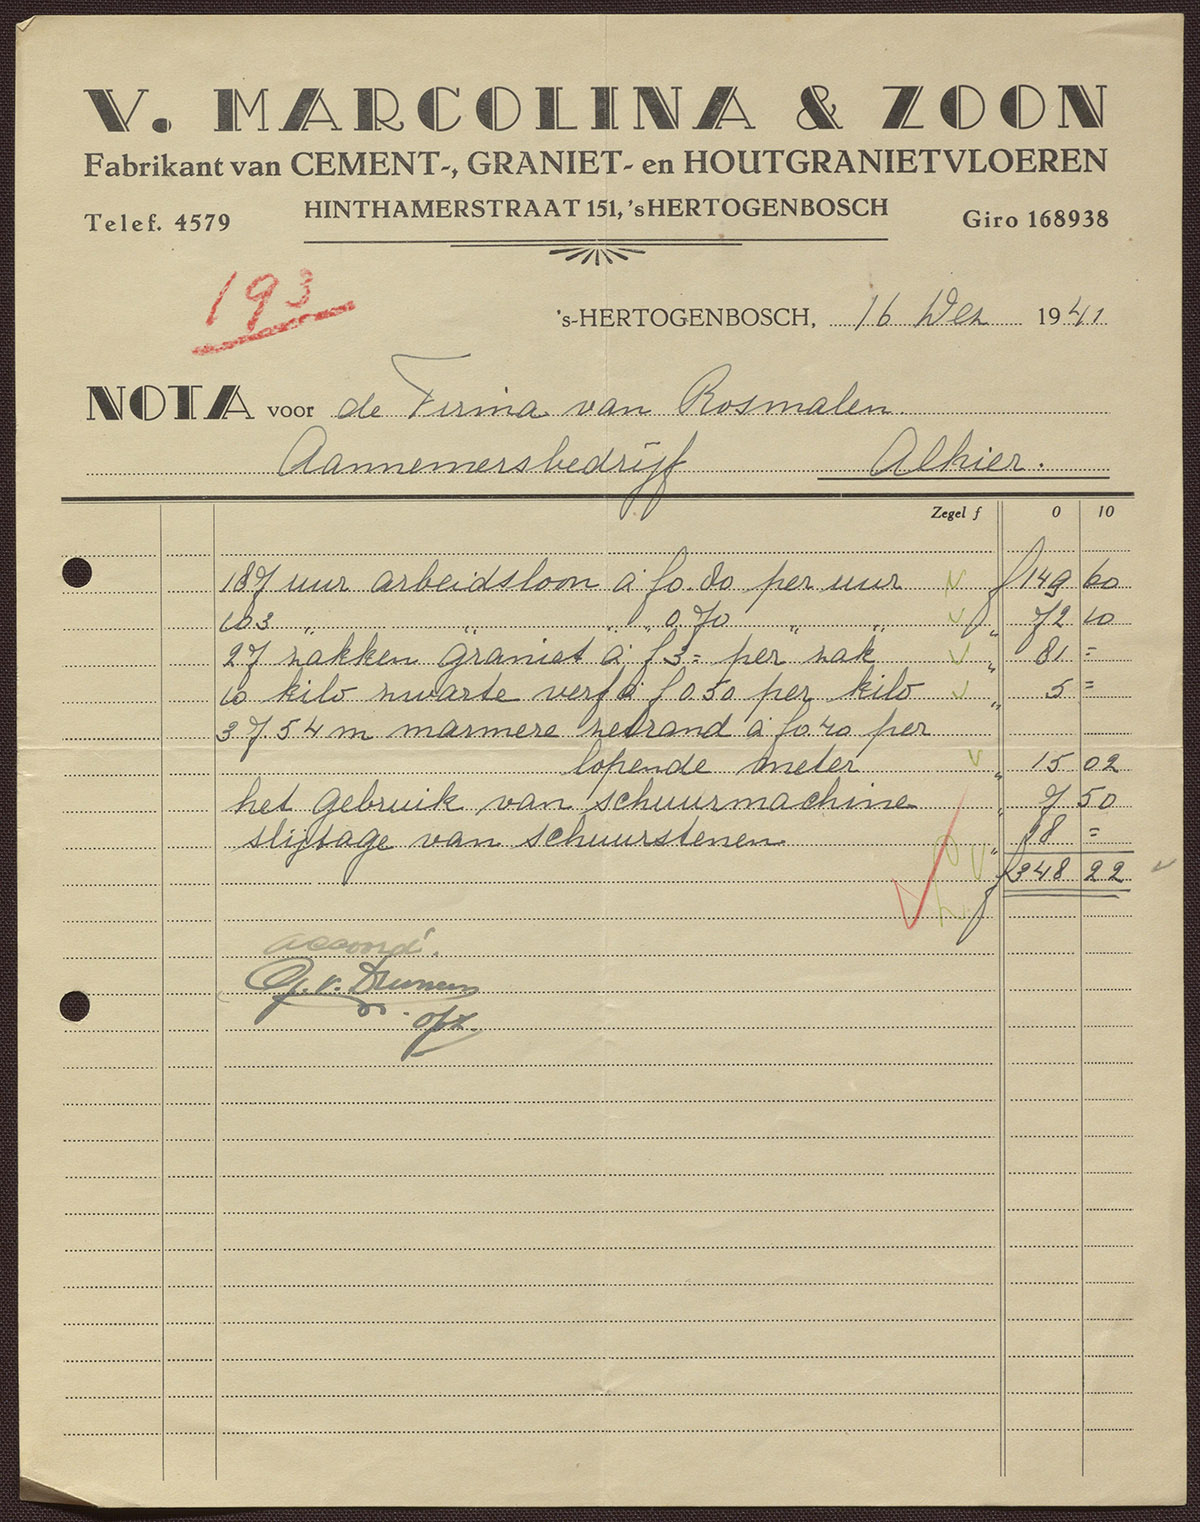 V. MARCOLINA & ZOON
Fabrikant van CEMENT-, GRANIET- en HOUTGRANIETVLOEREN
Telef. 4579 HINTHAMERSTRAAT 151, 'sHERTOGENBOSCH Giro 168938
193
's-HERTOGENBOSCH, 16 Dec 1941
NOTA voor de Firma van Rosmalen
Aannemersbedrijf Alhier.
Zegel f 0 10
187 uur arbeidsloon à f 0.80 per uur f 149 60
103 " " " " 0 70 " " " 72 10
27 zakken graniet à f 3 = per zak " 81 =
10 kilo zwarte verf à f 0.50 per kilo " 5 =
37.54 m marmere zetrand à f 0.40 per
lopende meter " 15 02
het gebruik van schuurmachine " 7 50
slijtage van schuurstenen " 18 =
f 348 22
accoord.
opz.